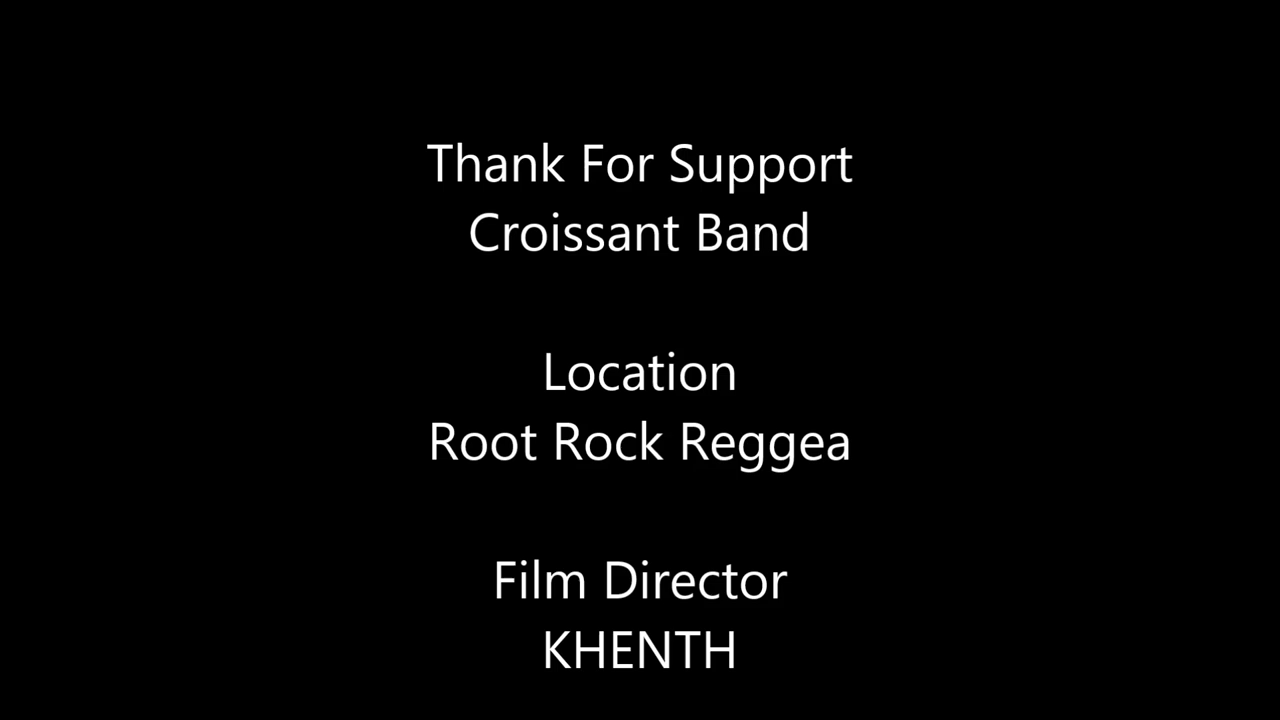 Thank For Support
Croissant Band
Location
Root Rock Reggea
Film Director
KHENTH